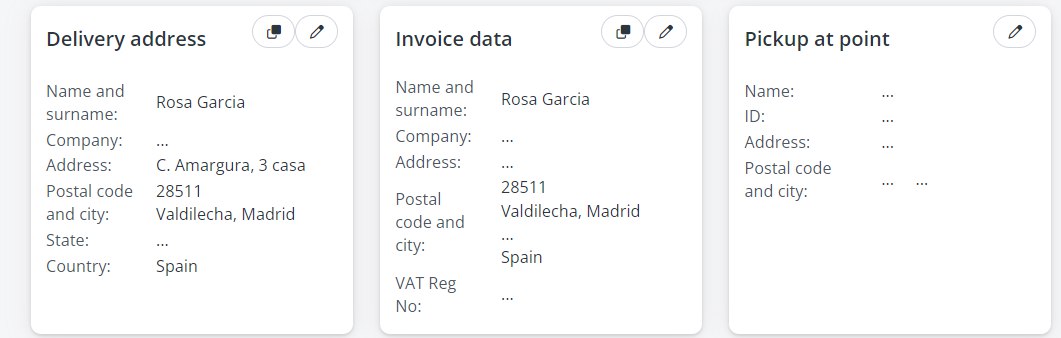 Delivery address
Name and
surname:
Rosa Garcia
Company:
...
Address:
C. Amargura, 3 casa
Postal code
and city:
28511
Valdilecha, Madrid
State:
...
Country:
Spain
Invoice data
Name and
surname:
Rosa Garcia
Company:
...
Address:
...
Postal
code and
city:
28511
Valdilecha, Madrid
...
Spain
VAT Reg
No:
...
Pickup at point
Name:
...
ID:
...
Address:
...
Postal code
and city:
... ...